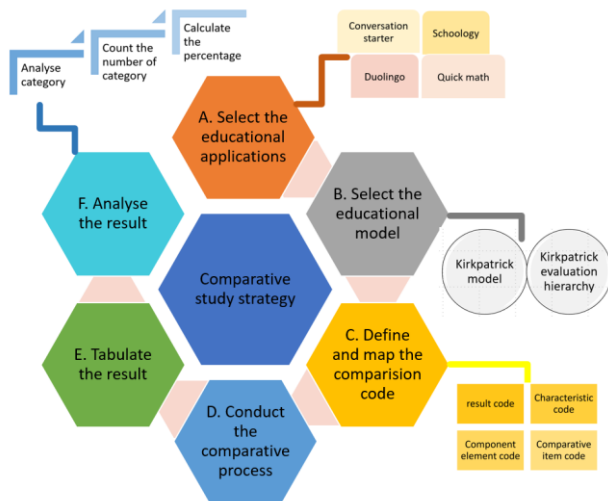 Analyse
category
Count the
number of
category
Calculate
the
percentage
Conversation
starter
Schoology
Duolingo
Quick math
A. Select the
educational
applications
B. Select the
educational
model
Kirkpatrick
model
Kirkpatrick
evaluation
hierarchy
C. Define
and map the
comparision
code
result code
Characteristic
code
Component
element code
Comparative
item code
D. Conduct
the
comparative
process
E. Tabulate
the result
F. Analyse
the result
Comparative
study strategy